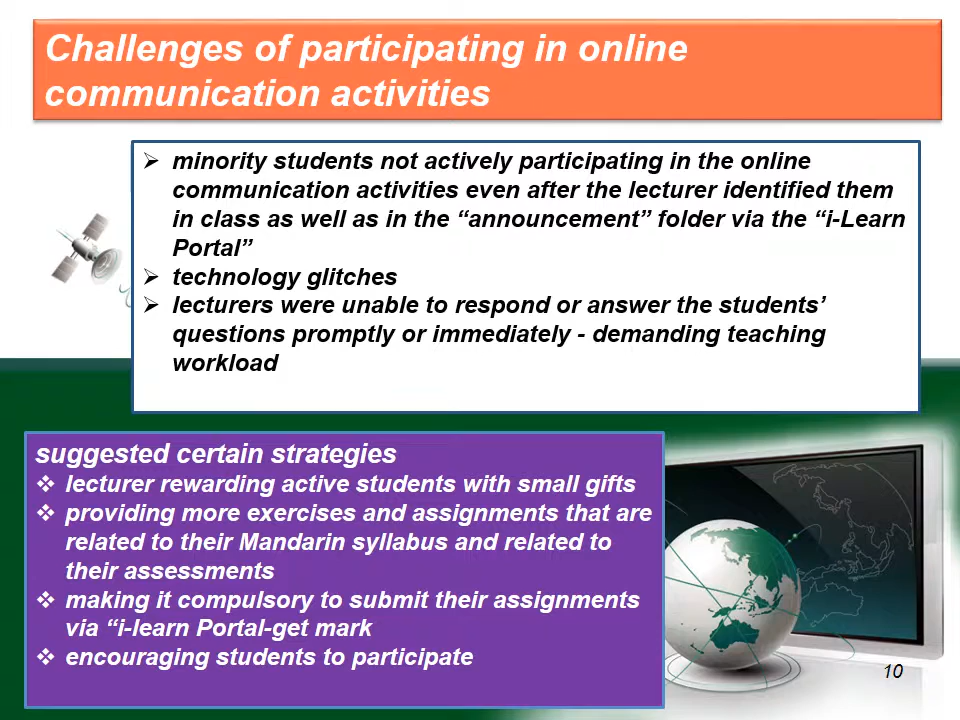 Challenges of participating in online
communication activities
➢ minority students not actively participating in the online
communication activities even after the lecturer identified them
in class as well as in the “announcement” folder via the “i-Learn
Portal”
➢ technology glitches
➢ lecturers were unable to respond or answer the students’
questions promptly or immediately - demanding teaching
workload
suggested certain strategies
❖ lecturer rewarding active students with small gifts
❖ providing more exercises and assignments that are
related to their Mandarin syllabus and related to
their assessments
❖ making it compulsory to submit their assignments
via “i-learn Portal-get mark
❖ encouraging students to participate
10